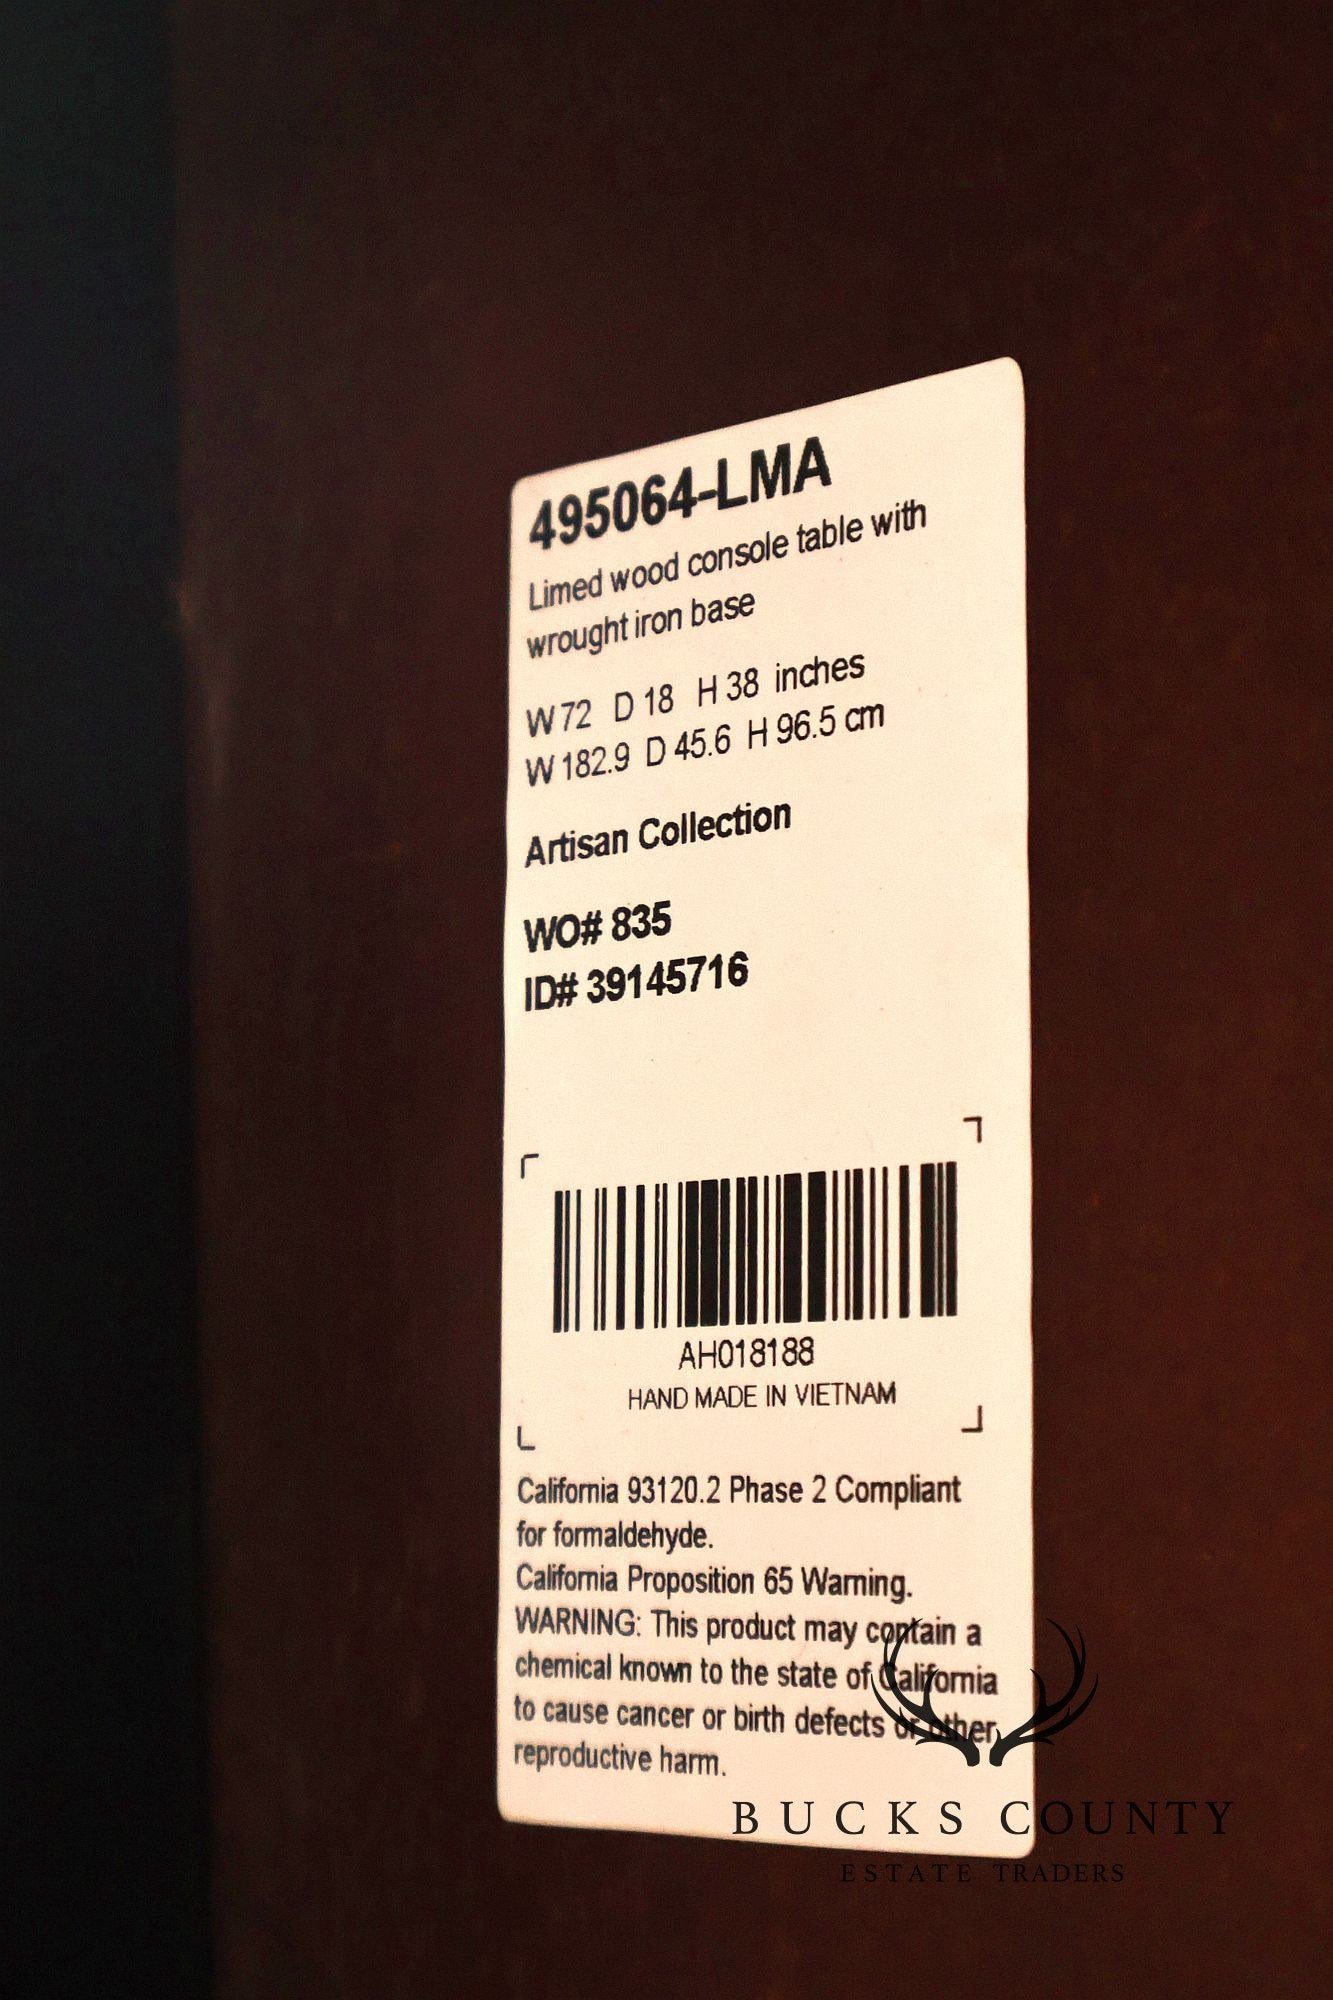 495064-LMA
Limed wood console table with
wrought iron base
W 72 D 18 H 38 inches
W 182.9 D 45.6 H 96.5 cm
Artisan Collection
WO# 835
ID# 39145716
AH018188
HAND MADE IN VIETNAM
California 93120.2 Phase 2 Compliant
for formaldehyde.
California Proposition 65 Warning.
WARNING: This product may contain a
chemical known to the state of California
to cause cancer or birth defects or other
reproductive harm.
BUCKS COUNTY
ESTATE TRADERS